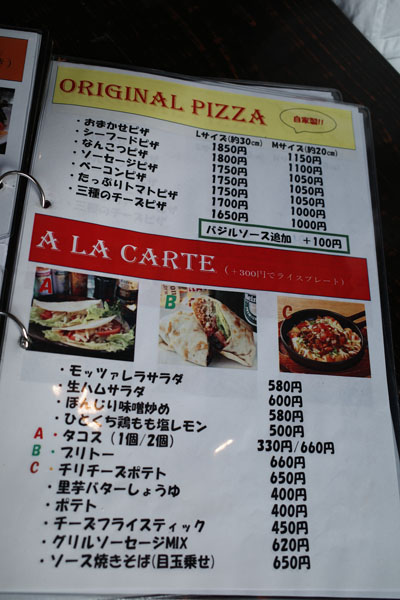 ORIGINAL PIZZA
自家製!!
Lサイズ(約30㎝) Mサイズ(約20㎝)
・おまかせピザ 1850円 1150円
・シーフードピザ 1800円 1100円
・なんこつピザ 1750円 1050円
・ソーセージピザ 1750円 1050円
・ベーコンピザ 1750円 1050円
・たっぷりトマトピザ 1700円 1000円
・三種のチーズピザ 1650円 1000円
バジルソース追加 +100円
A LA CARTE (+300円でライスプレート)
A B C
・モッツァレラサラダ 580円
・生ハムサラダ 600円
・ぼんじり味噌炒め 580円
・ひとくち鶏もも塩レモン 500円
A・タコス (1個/2個) 330円/660円
B・ブリトー 660円
C・チリチーズポテト 650円
・里芋バターしょうゆ 400円
・ポテト 400円
・チーズフライスティック 450円
・グリルソーセージMIX 620円
・ソース焼きそば(目玉乗せ) 650円